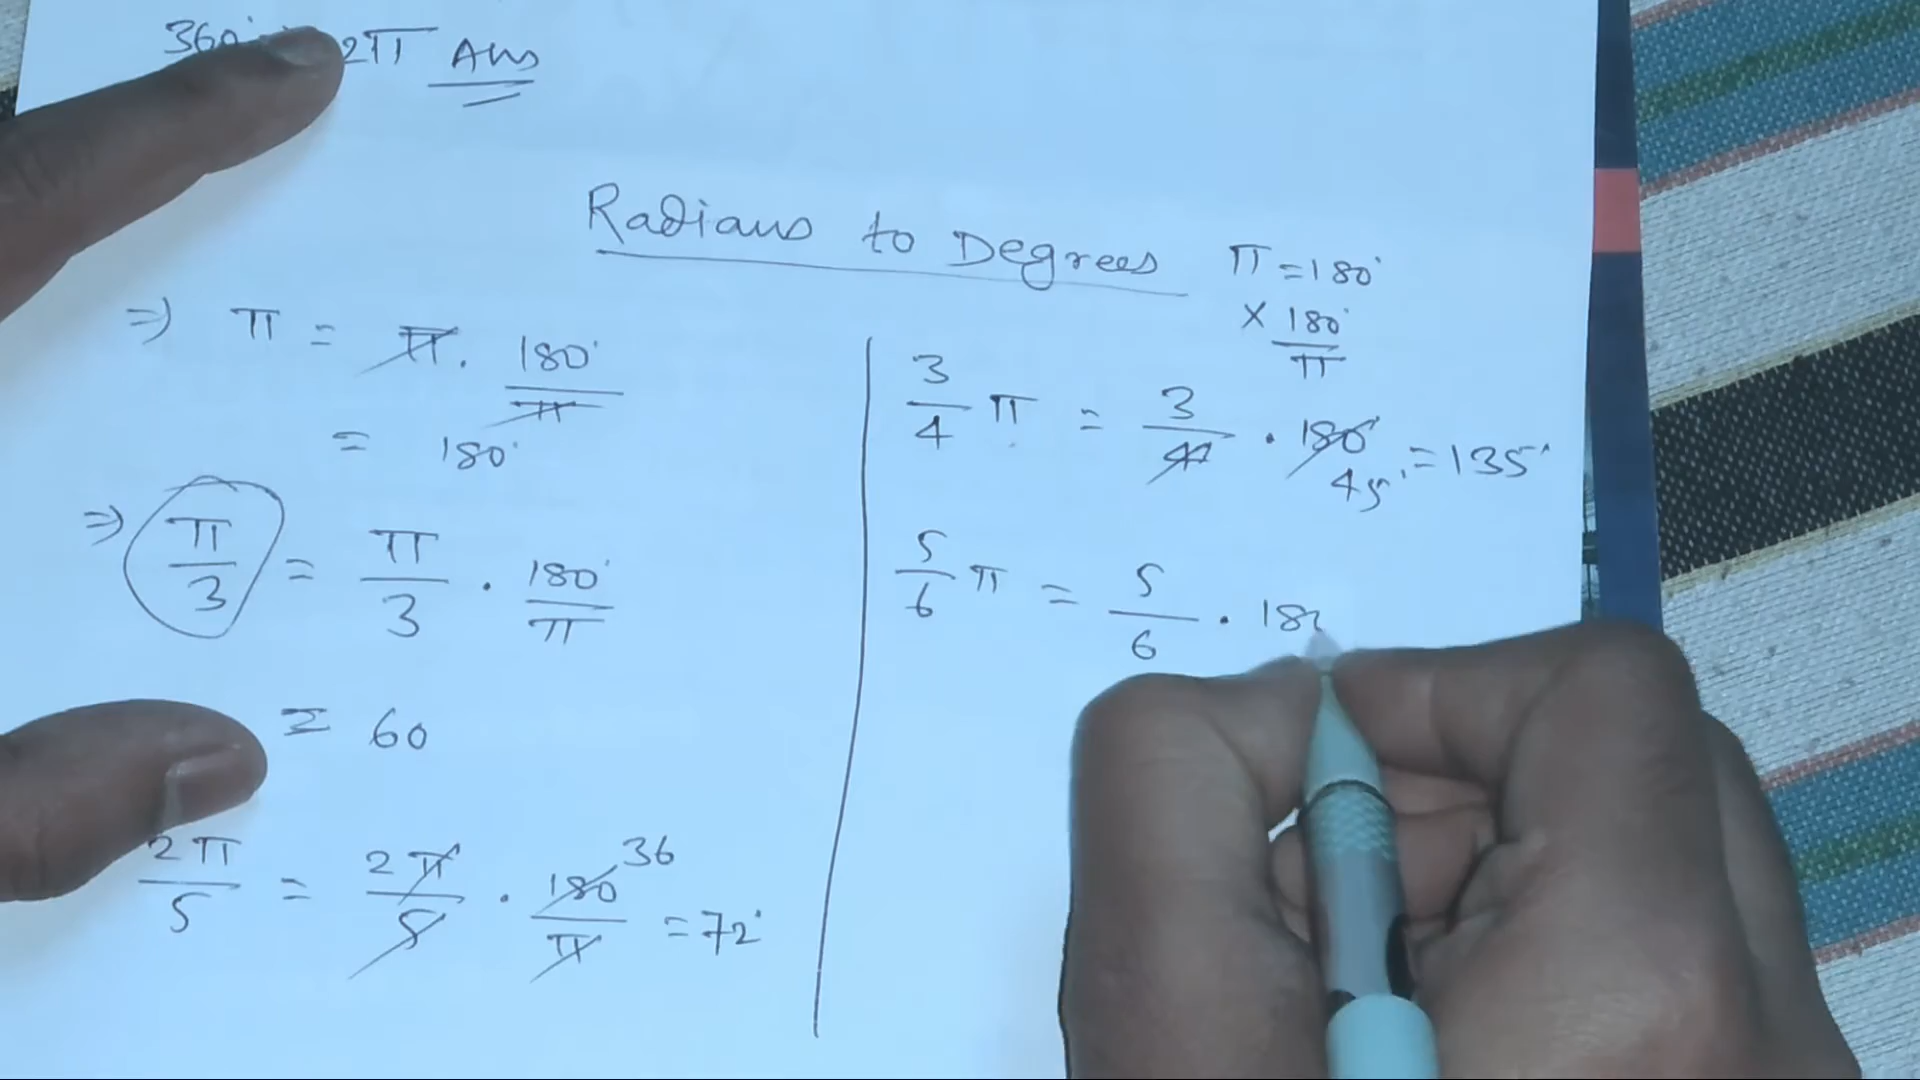 360° = 2π Ans
Radians to Degrees
π = 180°
× 180° / π
⇒ π = π . 180° / π
= 180°
⇒ π/3 = π/3 . 180° / π
= 60
2π/5 = 2π/5 . 180/π 36 = 72°
3/4 π = 3/4 . 180° 45° = 135°
5/6 π = 5/6 . 18